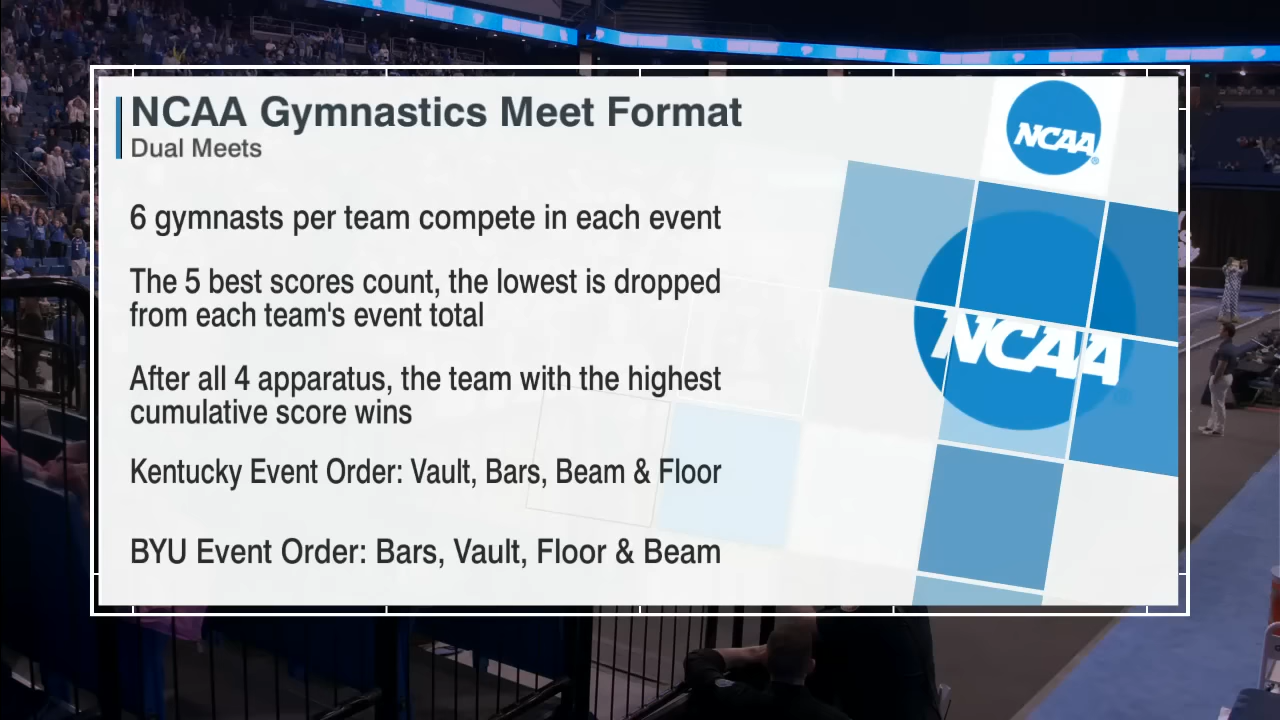 NCAA Gymnastics Meet Format
Dual Meets
NCAA
6 gymnasts per team compete in each event
The 5 best scores count, the lowest is dropped
from each team's event total
NCAA
After all 4 apparatus, the team with the highest
cumulative score wins
Kentucky Event Order: Vault, Bars, Beam & Floor
BYU Event Order: Bars, Vault, Floor & Beam